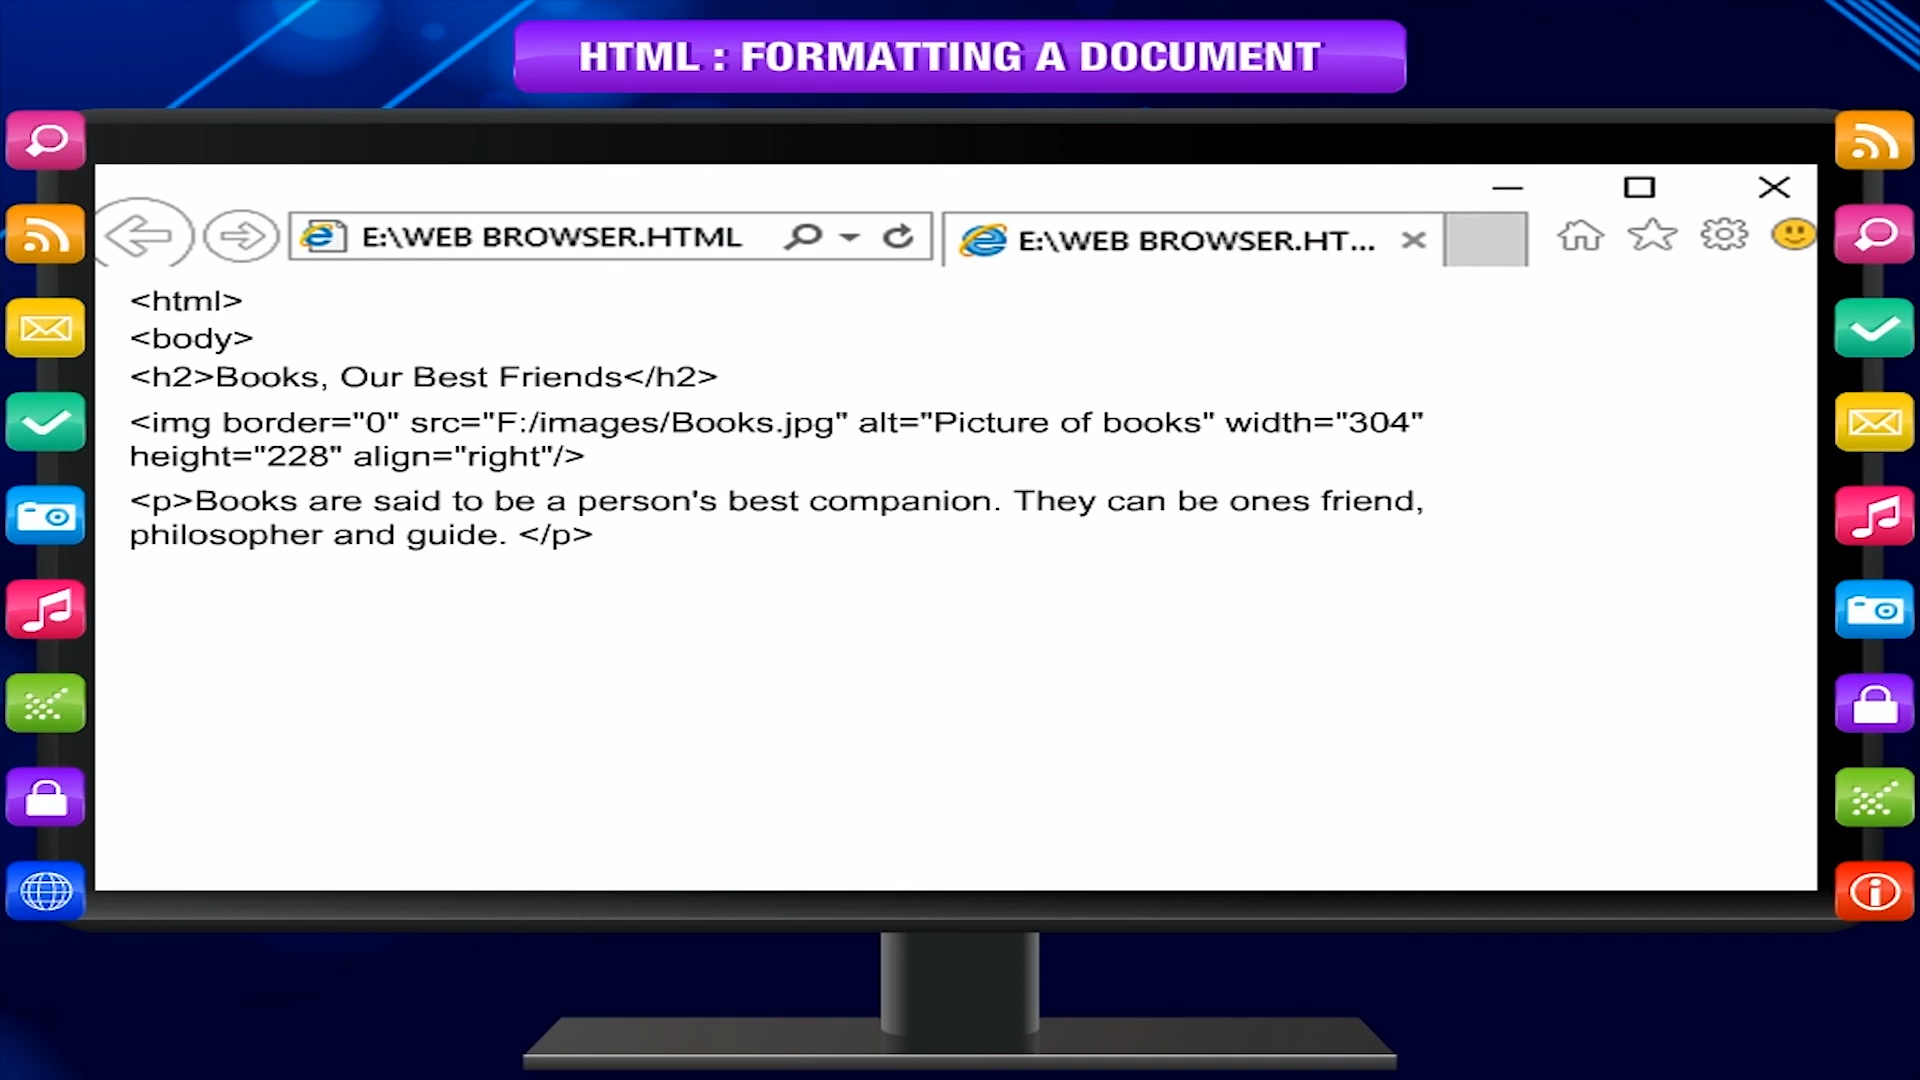 HTML : FORMATTING A DOCUMENT
E:\WEB BROWSER.HTML
E:\WEB BROWSER.HT...
<html>
<body>
<h2>Books, Our Best Friends</h2>
<img border="0" src="F:/images/Books.jpg" alt="Picture of books" width="304"
height="228" align="right"/>
<p>Books are said to be a person's best companion. They can be ones friend,
philosopher and guide. </p>